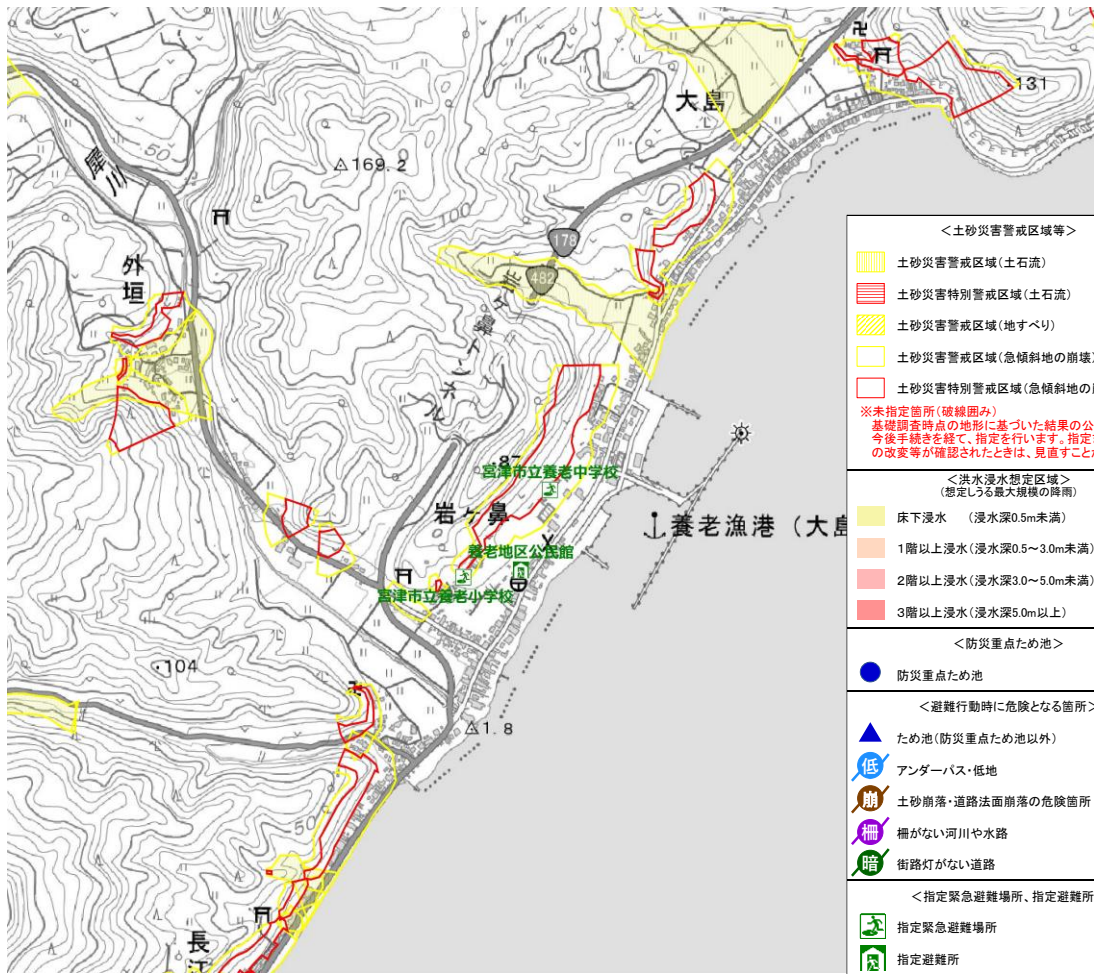 大島
131
169.2
犀川
50
100
178
外垣
482
岩ヶ鼻トンネル
87
宮津市立養老中学校
岩ヶ鼻
養老漁港（大島
養老地区公民館
宮津市立養老小学校
104
1.8
50
長江
＜土砂災害警戒区域等＞
土砂災害警戒区域（土石流）
土砂災害特別警戒区域（土石流）
土砂災害警戒区域（地すべり）
土砂災害警戒区域（急傾斜地の崩壊）
土砂災害特別警戒区域（急傾斜地の
※未指定箇所（破線囲み）
基礎調査時点の地形に基づいた結果の公
今後手続きを経て、指定を行います。指定
の改変等が確認されたときは、見直すこと
＜洪水浸水想定区域＞
（想定しうる最大規模の降雨）
床下浸水　（浸水深0.5m未満）
1階以上浸水（浸水深0.5～3.0m未満）
2階以上浸水（浸水深3.0～5.0m未満）
3階以上浸水（浸水深5.0m以上）
＜防災重点ため池＞
防災重点ため池
＜避難行動時に危険となる箇所＞
ため池（防災重点ため池以外）
低 アンダーパス・低地
崩 土砂崩落・道路法面崩落の危険箇所
柵 柵がない河川や水路
暗 街路灯がない道路
＜指定緊急避難場所、指定避難所
指定緊急避難場所
指定避難所